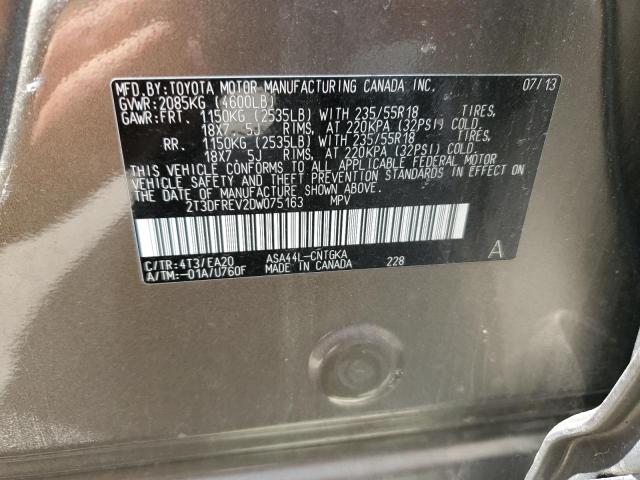 MFD.BY:TOYOTA MOTOR MANUFACTURING CANADA INC. 07/13
GVWR:2085KG (4600LB)
GAWR:FRT. 1150KG (2535LB) WITH 235/55R18 TIRES,
18X7.5J RIMS, AT 220KPA (32PSI) COLD.
RR. 1150KG (2535LB) WITH 235/55R18 TIRES,
18X7.5J RIMS, AT 220KPA (32PSI) COLD.
THIS VEHICLE CONFORMS TO ALL APPLICABLE FEDERAL MOTOR
VEHICLE SAFETY AND THEFT PREVENTION STANDARDS IN EFFECT ON
THE DATE OF MANUFACTURE SHOWN ABOVE.
2T3DFREV2DW075163 MPV
C/TR:4T3/EA20 ASA44L-CNTGKA 228 A
A/TM:-01A/U760F MADE IN CANADA